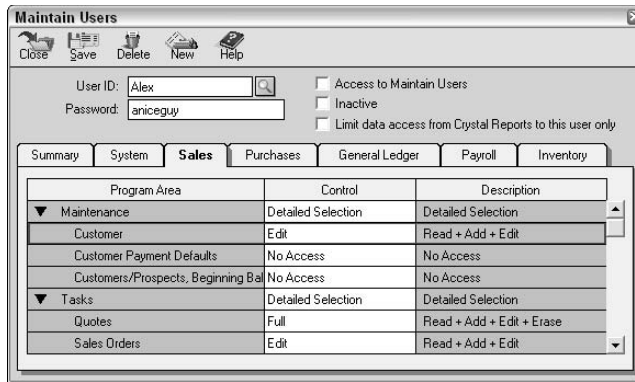 Maintain Users
Close Save Delete New Help
User ID: Alex
Access to Maintain Users
Password: aniceguy
Inactive
Limit data access from Crystal Reports to this user only
Summary System Sales Purchases General Ledger Payroll Inventory
Program Area Control Description
Maintenance Detailed Selection Detailed Selection
Customer Edit Read + Add + Edit
Customer Payment Defaults No Access No Access
Customers/Prospects, Beginning Bal No Access No Access
Tasks Detailed Selection Detailed Selection
Quotes Full Read + Add + Edit + Erase
Sales Orders Edit Read + Add + Edit